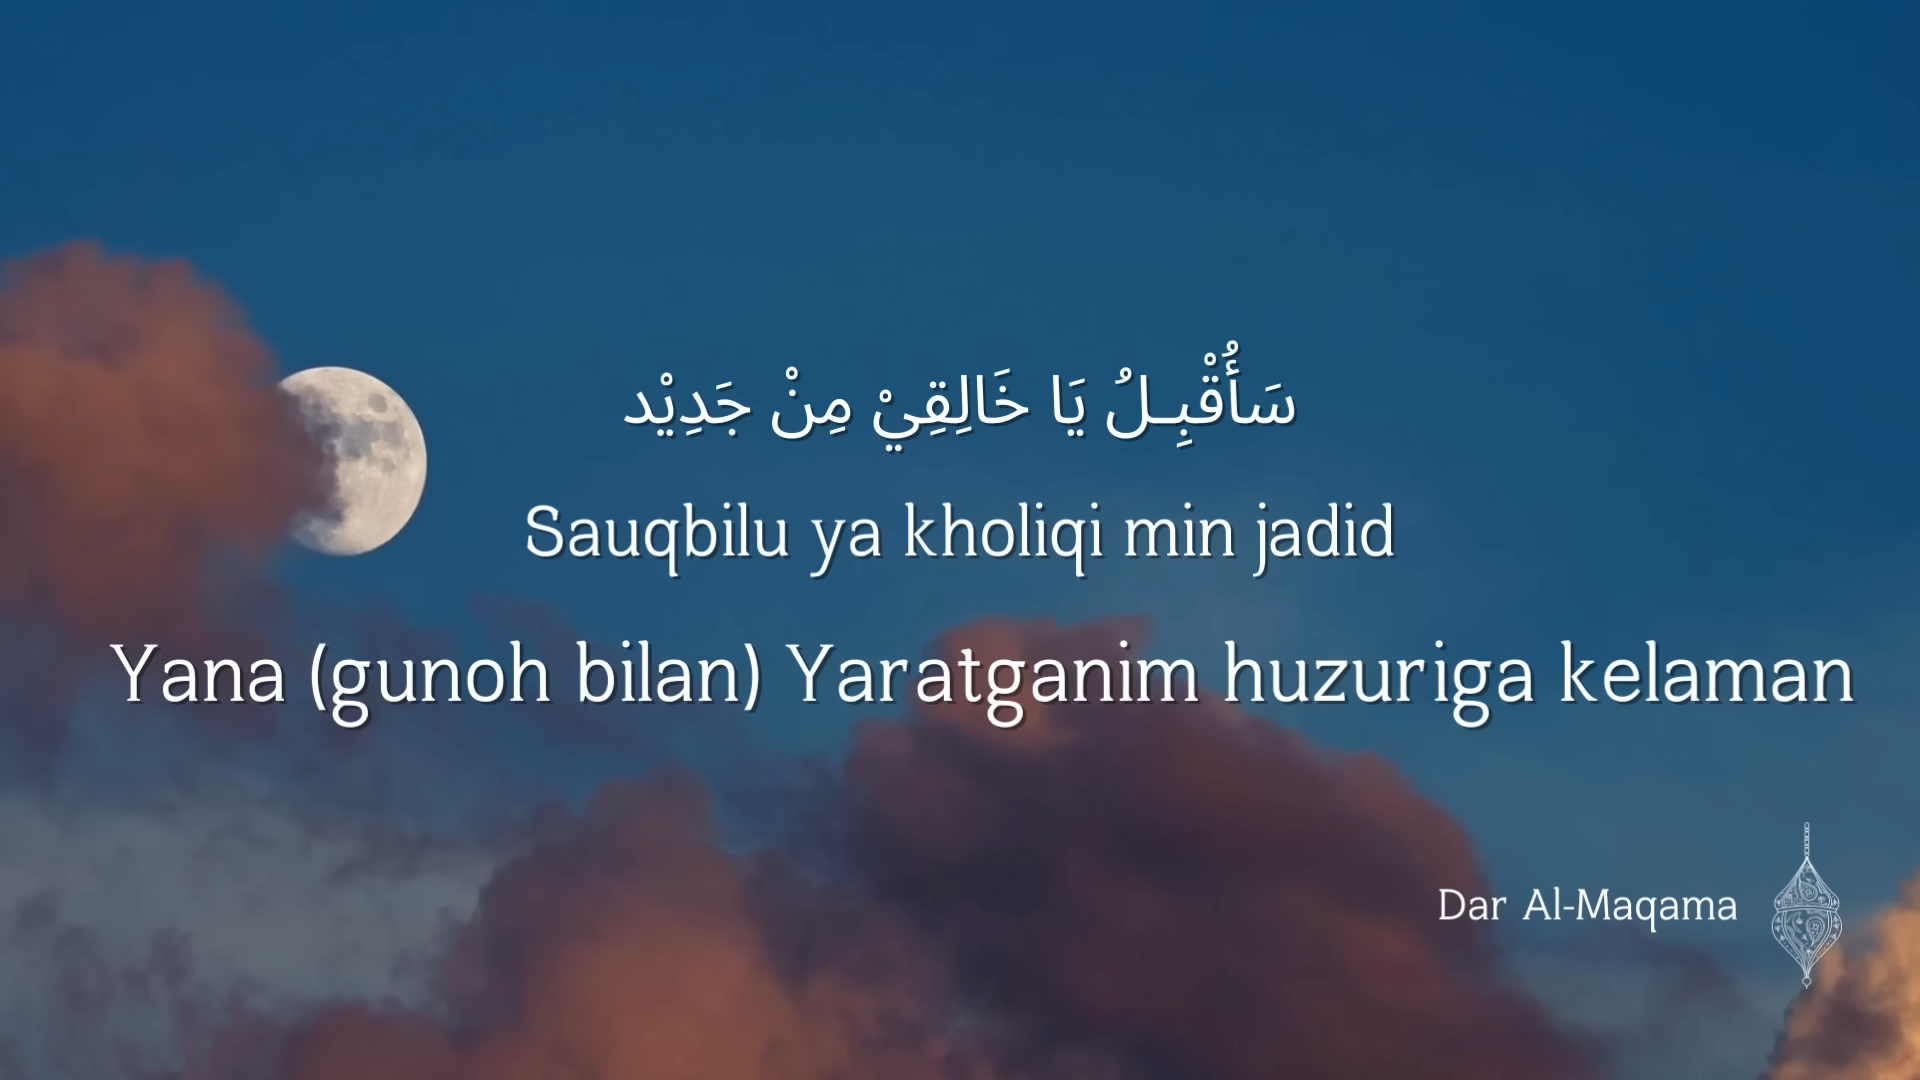 سَأُقْبِـلُ يَا خَالِقِيْ مِنْ جَدِيْد
Sauqbilu ya kholiqi min jadid
Yana (gunoh bilan) Yaratganim huzuriga kelaman
Dar Al-Maqama